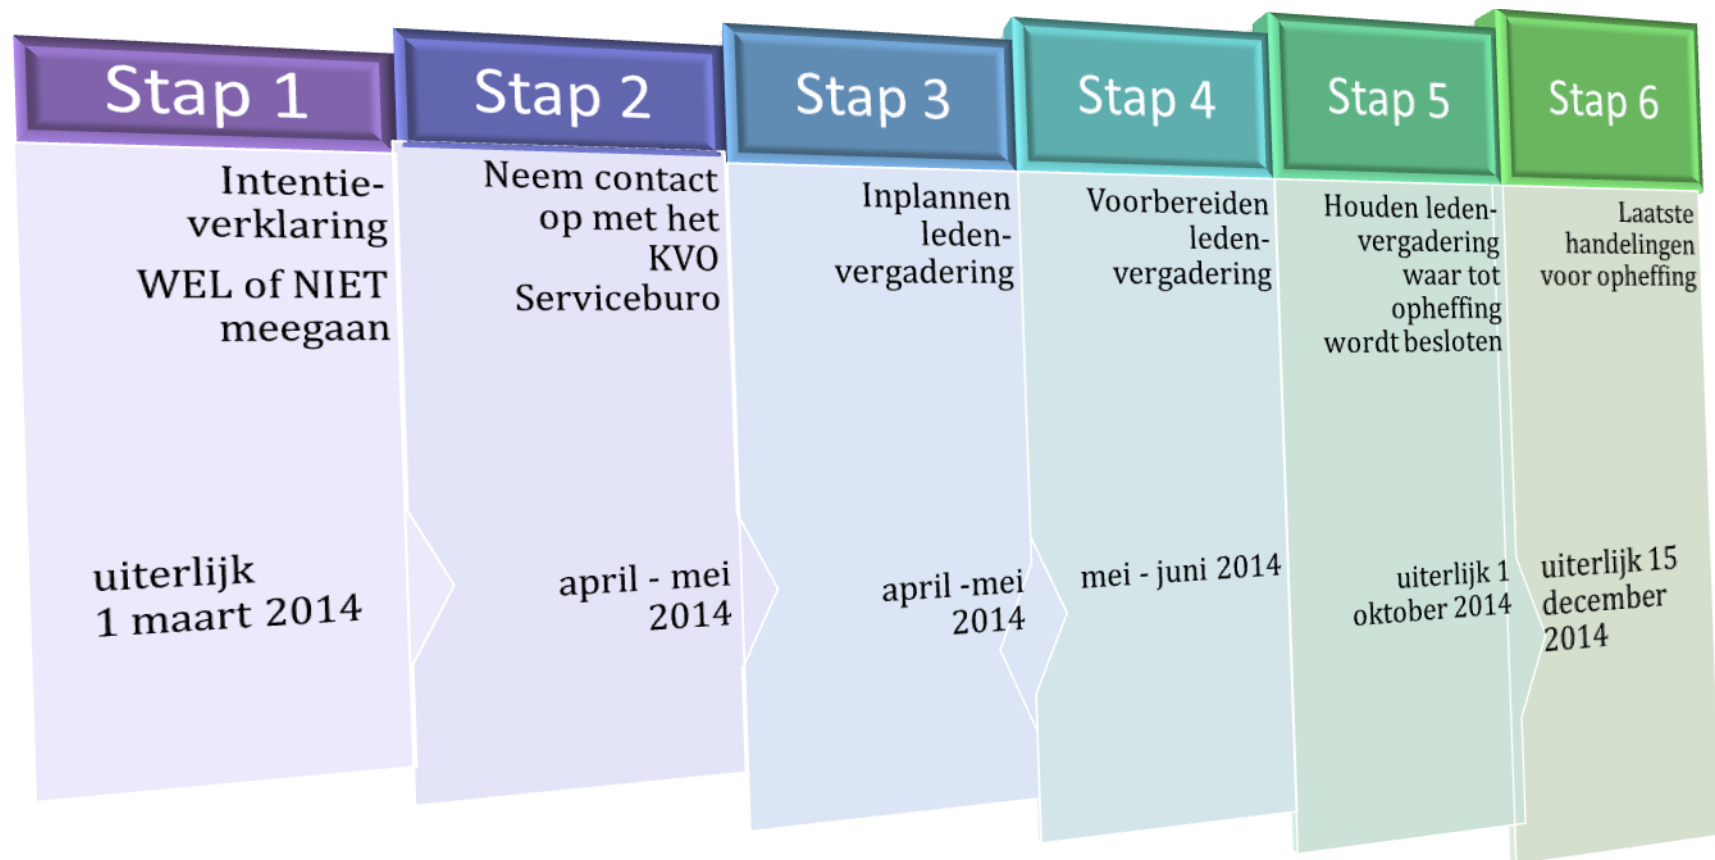 Stap 1
Intentie-
verklaring
WEL of NIET
meegaan
uiterlijk
1 maart 2014
Stap 2
Neem contact
op met het
KVO
Serviceburo
april - mei
2014
Stap 3
Inplannen
leden-
vergadering
april -mei
2014
Stap 4
Voorbereiden
leden-
vergadering
mei - juni 2014
Stap 5
Houden leden-
vergadering
waar tot
opheffing
wordt besloten
uiterlijk 1
oktober 2014
Stap 6
Laatste
handelingen
voor opheffing
uiterlijk 15
december
2014